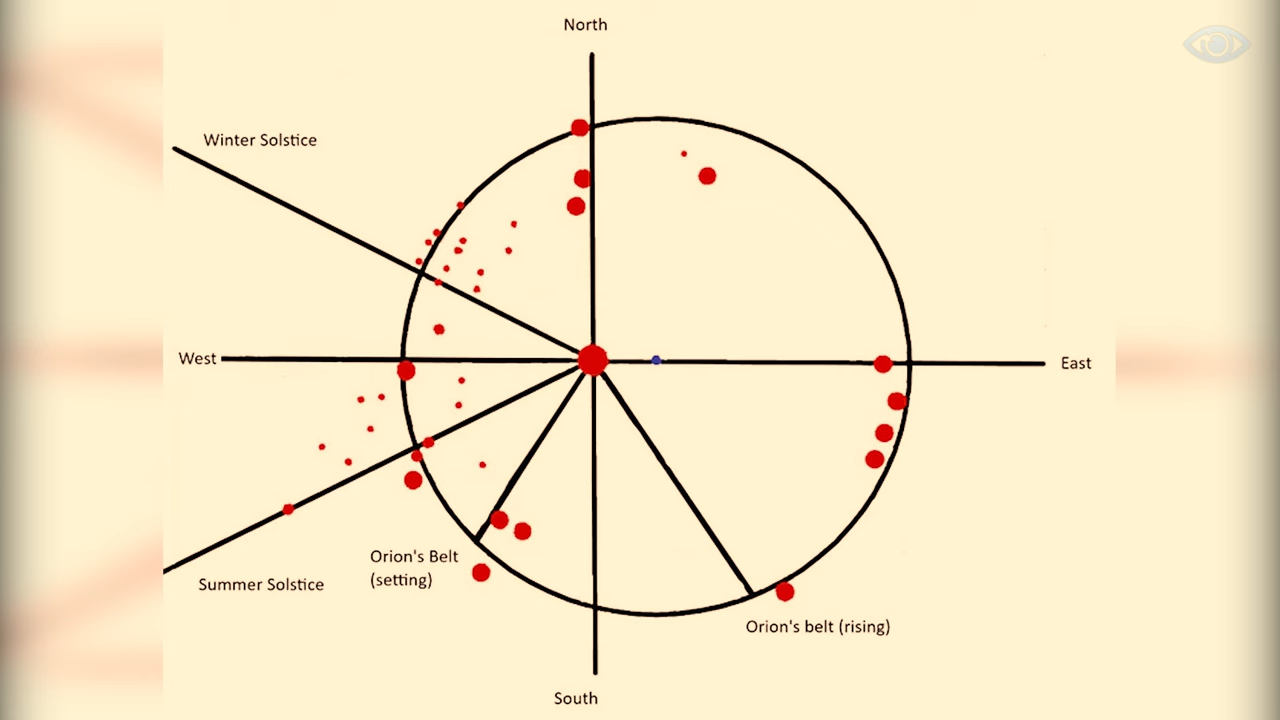 North
Winter Solstice
West
East
Orion's Belt
(setting)
Summer Solstice
Orion's belt (rising)
South